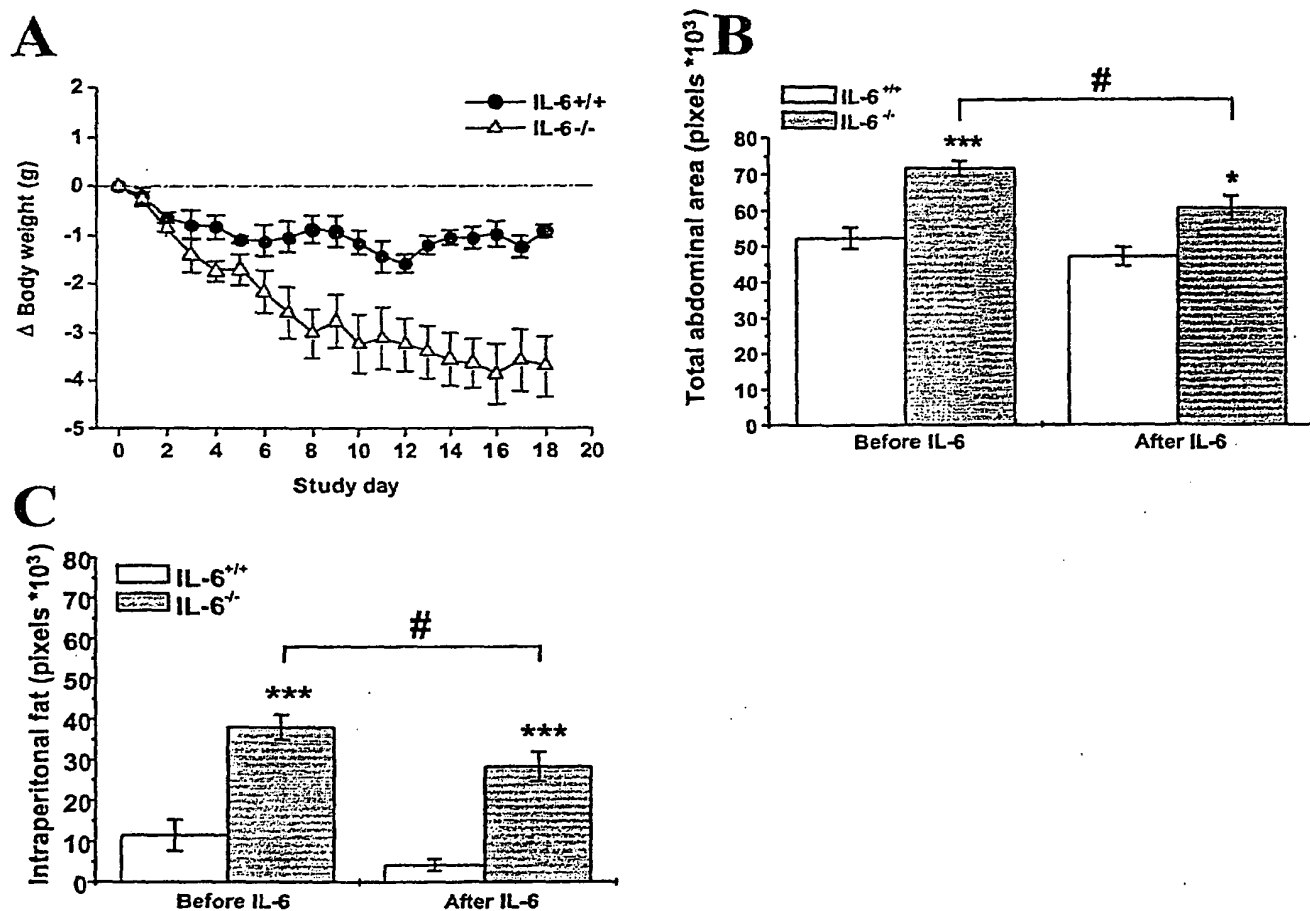 A
2
1
0
-1
-2
-3
-4
-5
Δ Body weight (g)
IL-6+/+
IL-6-/-
0 2 4 6 8 10 12 14 16 18 20
Study day
B
Total abdominal area (pixels *10³)
IL-6+/+
IL-6-/-
#
80
70
60
50
40
30
20
10
0
***
*
Before IL-6 After IL-6
C
Intraperitonal fat (pixels *10³)
IL-6+/+
IL-6-/-
#
80
70
60
50
40
30
20
10
0
***
***
Before IL-6 After IL-6